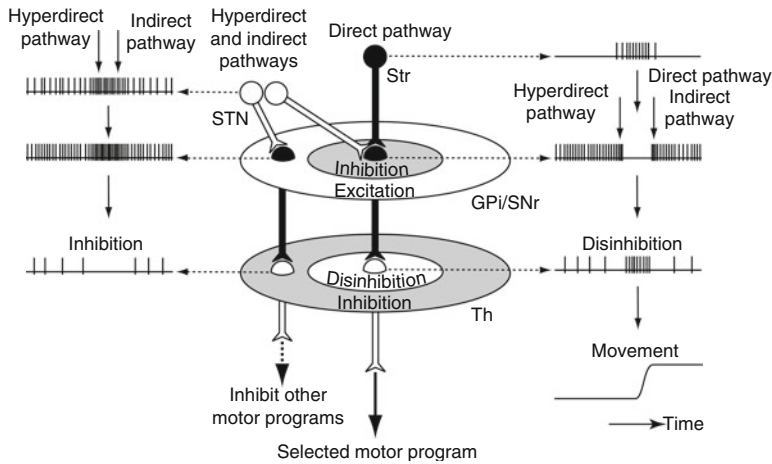 Hyperdirect
pathway
Indirect
pathway
Hyperdirect
and indirect
pathways
Direct pathway
Str
STN
Hyperdirect
pathway
Direct pathway
Indirect
pathway
Inhibition
Excitation
GPi/SNr
Inhibition
Disinhibition
Inhibition
Th
Disinhibition
Movement
Time
Inhibit other
motor programs
Selected motor program